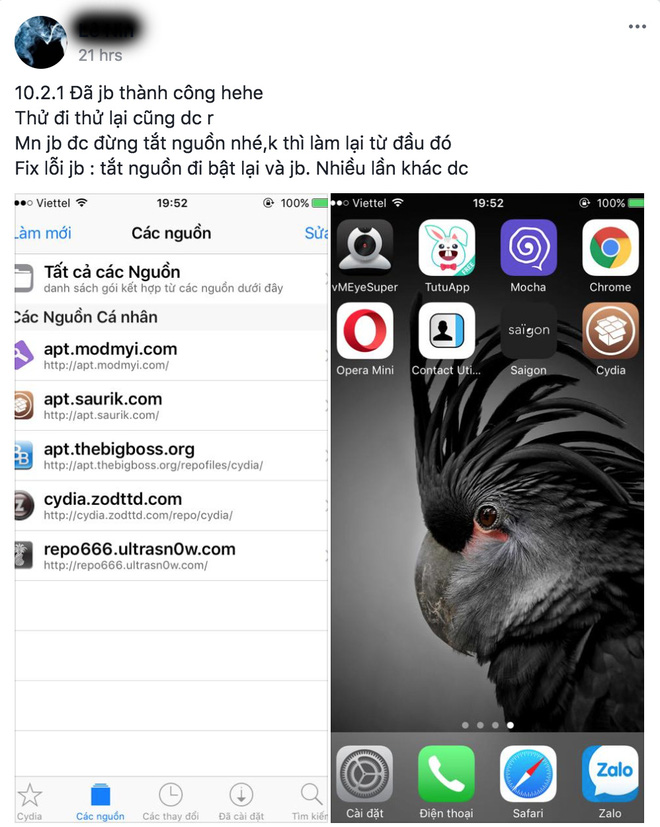 21 hrs
10.2.1 Đã jb thành công hehe
Thử đi thử lại cũng dc r
Mn jb đc đừng tắt nguồn nhé,k thì làm lại từ đầu đó
Fix lỗi jb : tắt nguồn đi bật lại và jb. Nhiều lần khác dc
Viettel 19:52 100%
Làm mới Các nguồn Sửa
Tất cả các Nguồn
danh sách gói kết hợp từ các nguồn dưới đây
Các Nguồn Cá nhân
apt.modmyi.com
http://apt.modmyi.com/
apt.saurik.com
http://apt.saurik.com/
apt.thebigboss.org
http://apt.thebigboss.org/repofiles/cydia/
cydia.zodttd.com
http://cydia.zodttd.com/repo/cydia/
repo666.ultrasn0w.com
http://repo666.ultrasn0w.com/
Cydia Các nguồn Các thay đổi Đã cài đặt Tìm kiếm
Viettel 19:52 100%
FREE
vMEyeSuper TutuApp Mocha Chrome
saigon
Opera Mini Contact Uti... Saigon Cydia
Zalo
Cài đặt Điện thoại Safari Zalo